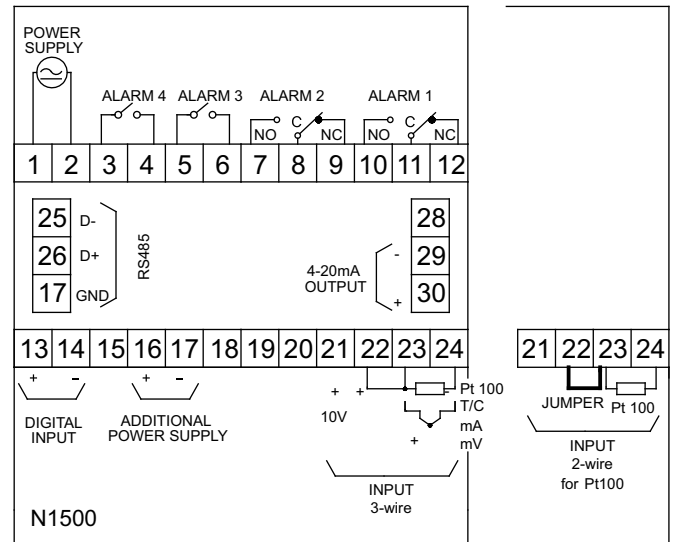 POWER
SUPPLY
ALARM 4 ALARM 3 ALARM 2 ALARM 1
NO C NC NO C NC
1 2 3 4 5 6 7 8 9 10 11 12
25 D-
26 D+
17 GND
RS485
28
- 29
+ 30
4-20mA
OUTPUT
13 14 15 16 17 18 19 20 21 22 23 24
+ - + -
DIGITAL
INPUT
ADDITIONAL
POWER SUPPLY
+ + - Pt 100
10V T/C
mA
+ mV
INPUT
3-wire
N1500
21 22 23 24
JUMPER Pt 100
INPUT
2-wire
for Pt100